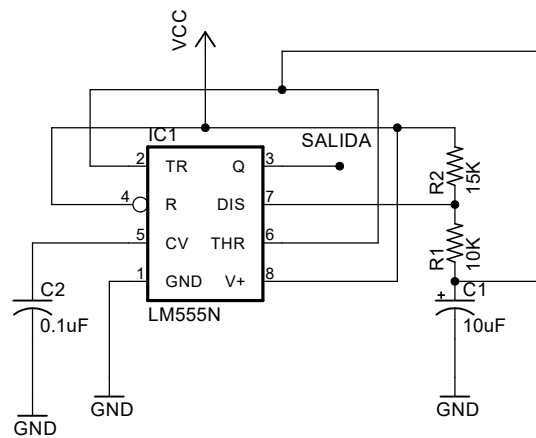 VCC
IC1
SALIDA
2 TR Q 3
4 R DIS 7
5 CV THR 6
1 GND V+ 8
LM555N
R2
15K
R1
10K
C2
0.1uF
+
C1
10uF
GND
GND
GND